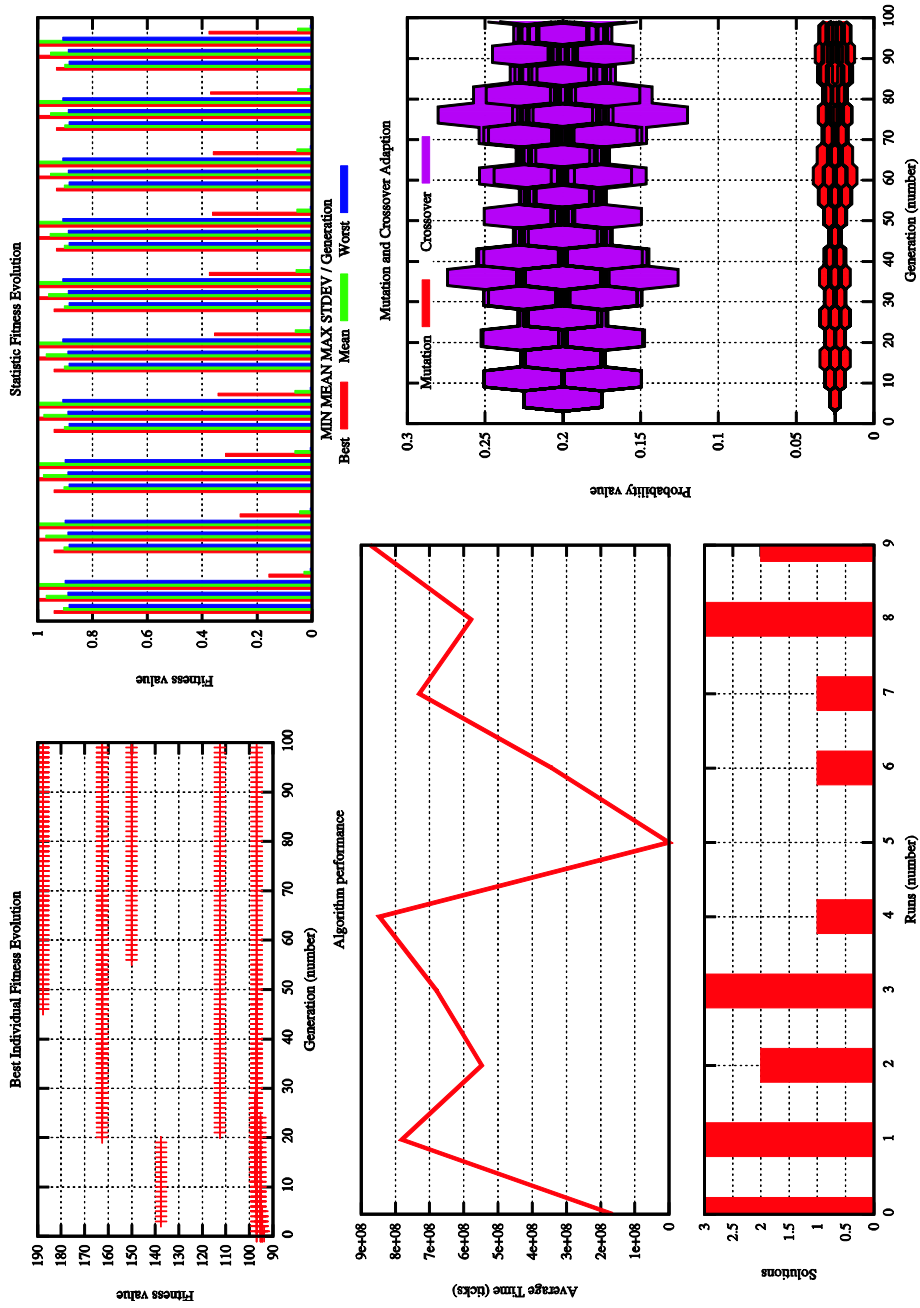 Best Individual Fitness Evolution
Fitness value
190
180
170
160
150
140
130
120
110
100
90
0 10 20 30 40 50 60 70 80 90 100
Generation (number)
Statistic Fitness Evolution
Fitness value
1
0.8
0.6
0.4
0.2
0
MIN MEAN MAX STDEV / Generation
Best Mean Worst
Algorithm performance
Average Time (ticks)
9e+08
8e+08
7e+08
6e+08
5e+08
4e+08
3e+08
2e+08
1e+08
0
Solutions
3
2.5
2
1.5
1
0.5
0
0 1 2 3 4 5 6 7 8 9
Runs (number)
Mutation and Crossover Adaption
Mutation Crossover
Probability value
0.3
0.25
0.2
0.15
0.1
0.05
0
0 10 20 30 40 50 60 70 80 90 100
Generation (number)